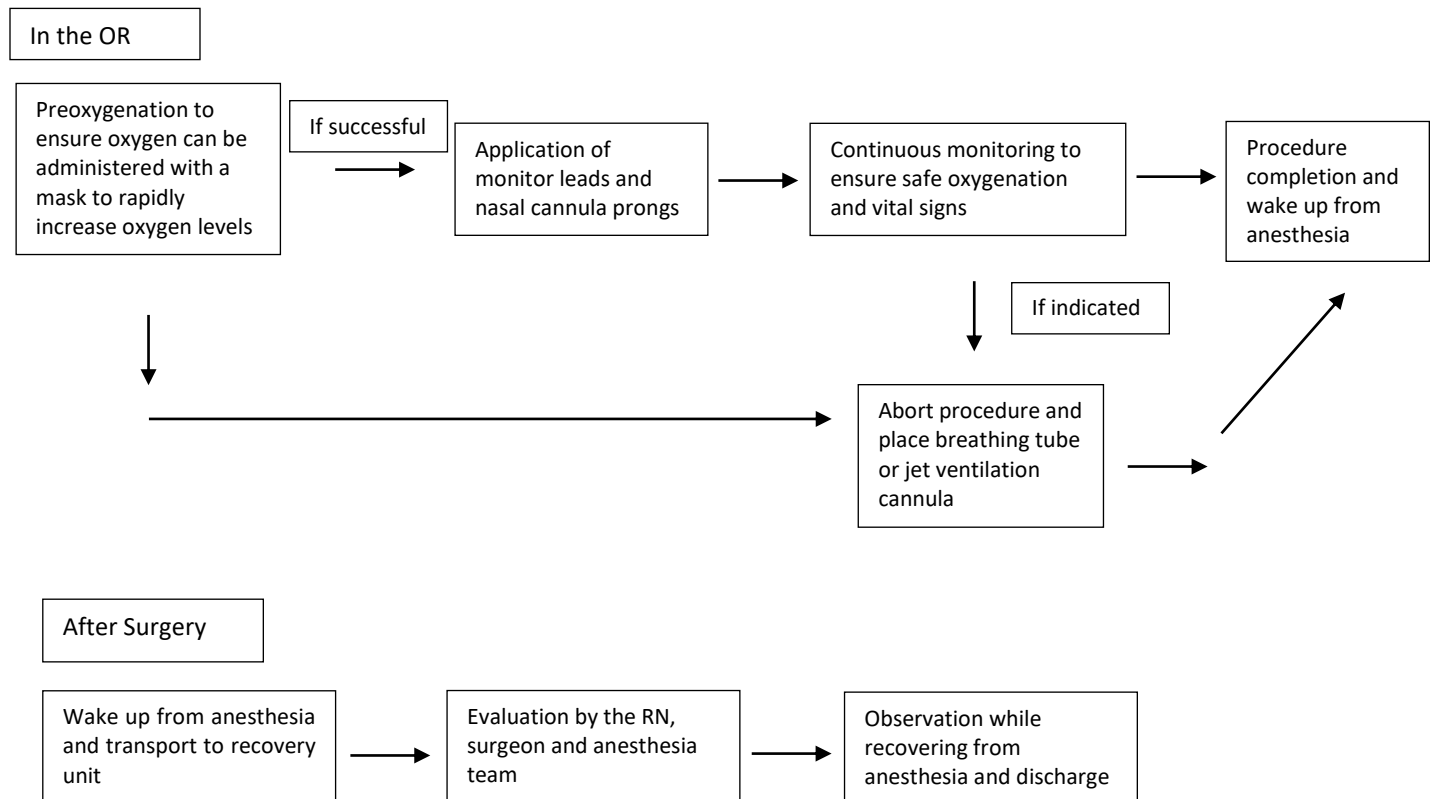 In the OR
Preoxygenation to
ensure oxygen can be
administered with a
mask to rapidly
increase oxygen levels
If successful
Application of
monitor leads and
nasal cannula prongs
Continuous monitoring to
ensure safe oxygenation
and vital signs
Procedure
completion and
wake up from
anesthesia
If indicated
Abort procedure and
place breathing tube
or jet ventilation
cannula
After Surgery
Wake up from anesthesia
and transport to recovery
unit
Evaluation by the RN,
surgeon and anesthesia
team
Observation while
recovering from
anesthesia and discharge